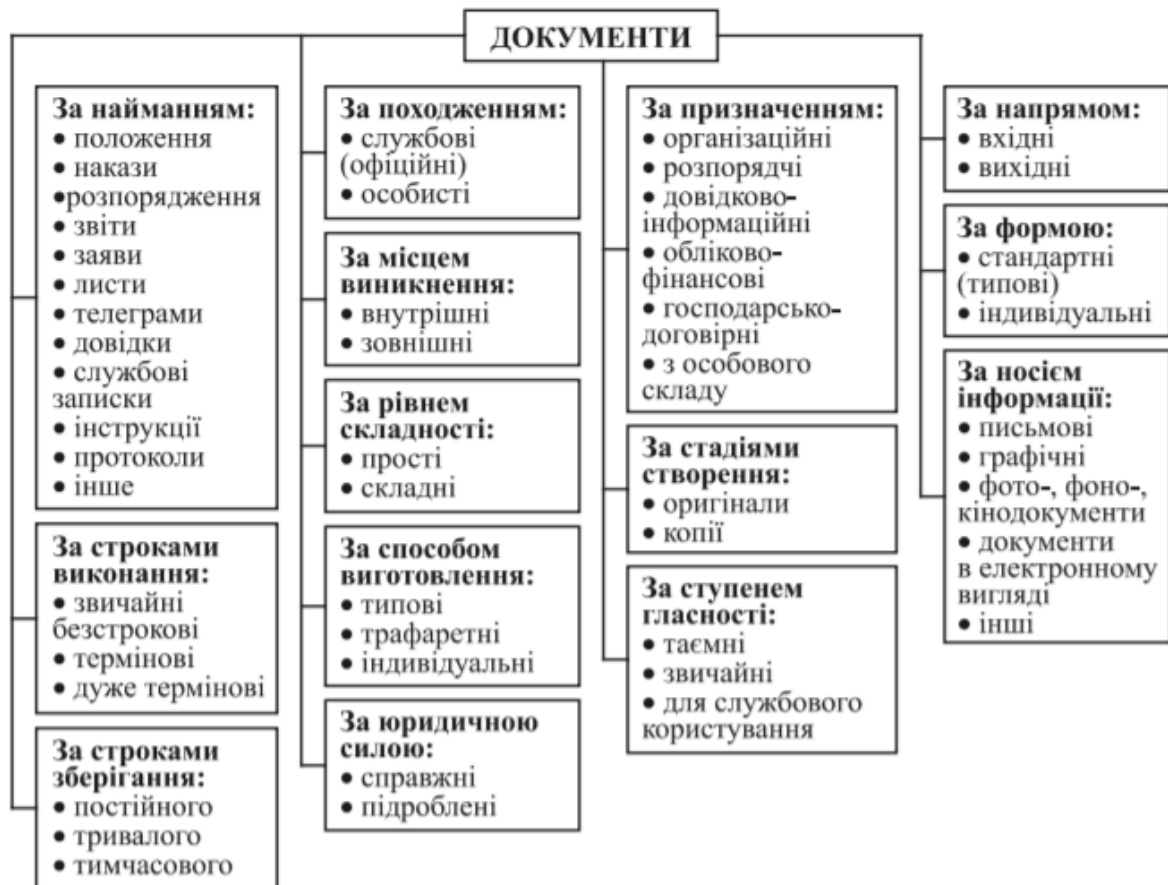 ДОКУМЕНТИ
За найманням:
• положення
• накази
•розпорядження
• звіти
• заяви
• листи
• телеграми
• довідки
• службові
записки
• інструкції
• протоколи
• інше
За строками
виконання:
• звичайні
безстрокові
• термінові
• дуже термінові
За строками
зберігання:
• постійного
• тривалого
• тимчасового
За походженням:
• службові
(офіційні)
• особисті
За місцем
виникнення:
• внутрішні
• зовнішні
За рівнем
складності:
• прості
• складні
За способом
виготовлення:
• типові
• трафаретні
• індивідуальні
За юридичною
силою:
• справжні
• підроблені
За призначенням:
• організаційні
• розпорядчі
• довідково-
інформаційні
• обліково-
фінансові
• господарсько-
договірні
• з особового
складу
За стадіями
створення:
• оригінали
• копії
За ступенем
гласності:
• таємні
• звичайні
• для службового
користування
За напрямом:
• вхідні
• вихідні
За формою:
• стандартні
(типові)
• індивідуальні
За носієм
інформації:
• письмові
• графічні
• фото-, фоно-,
кінодокументи
• документи
в електронному
вигляді
• інші